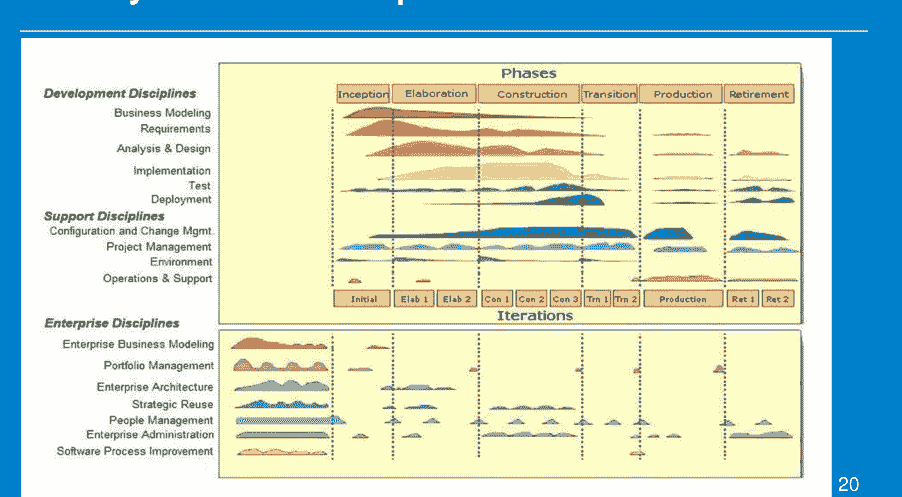 Phases
Development Disciplines
Inception Elaboration Construction Transition Production Retirement
Business Modeling
Requirements
Analysis & Design
Implementation
Test
Deployment
Support Disciplines
Configuration and Change Mgmt.
Project Management
Environment
Operations & Support
Initial Elab 1 Elab 2 Con 1 Con 2 Con 3 Trn 1 Trn 2 Production Ret 1 Ret 2
Iterations
Enterprise Disciplines
Enterprise Business Modeling
Portfolio Management
Enterprise Architecture
Strategic Reuse
People Management
Enterprise Administration
Software Process Improvement
20